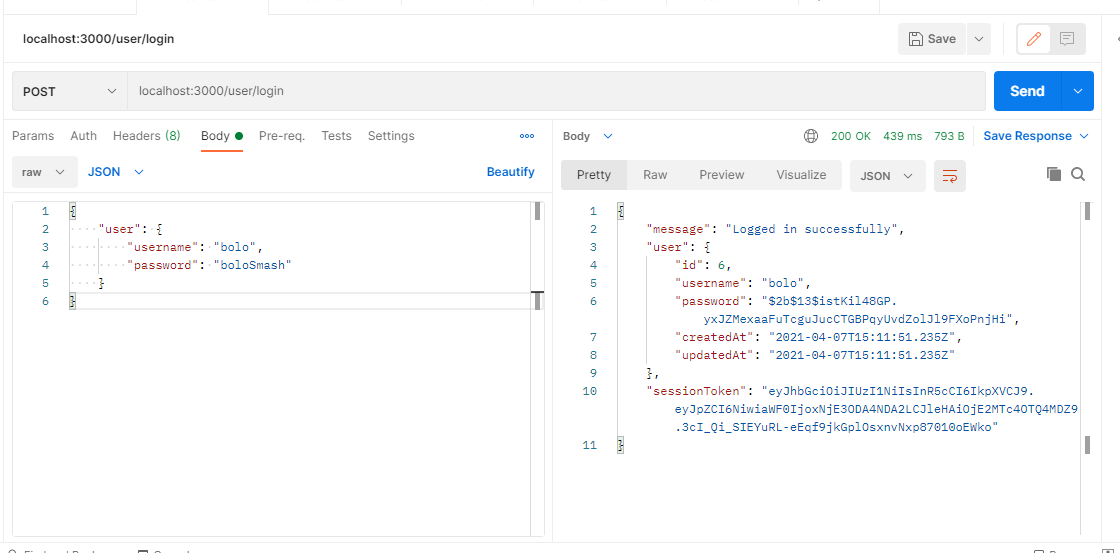 localhost:3000/user/login
Save
POST
localhost:3000/user/login
Send
Params Auth Headers (8) Body Pre-req. Tests Settings
raw JSON Beautify
1 {
2 "user": {
3 "username": "bolo",
4 "password": "boloSmash"
5 }
6 }
Body 200 OK 439 ms 793 B Save Response
Pretty Raw Preview Visualize JSON
1 {
2 "message": "Logged in successfully",
3 "user": {
4 "id": 6,
5 "username": "bolo",
6 "password": "$2b$13$istKil48GP.
yxJZMexaaFuTcguJucCTGBPqyUvdZolJl9FXoPnjHi",
7 "createdAt": "2021-04-07T15:11:51.235Z",
8 "updatedAt": "2021-04-07T15:11:51.235Z"
9 },
10 "sessionToken": "eyJhbGciOiJIUzI1NiIsInR5cCI6IkpXVCJ9.
eyJpZCI6NiwiaWF0IjoxNjE3ODA4NDA2LCJleHAiOjE2MTc4OTQ4MDZ9
.3cI_Qi_SIEYuRL-eEqf9jkGplOsxnvNxp87010oEWko"
11 }